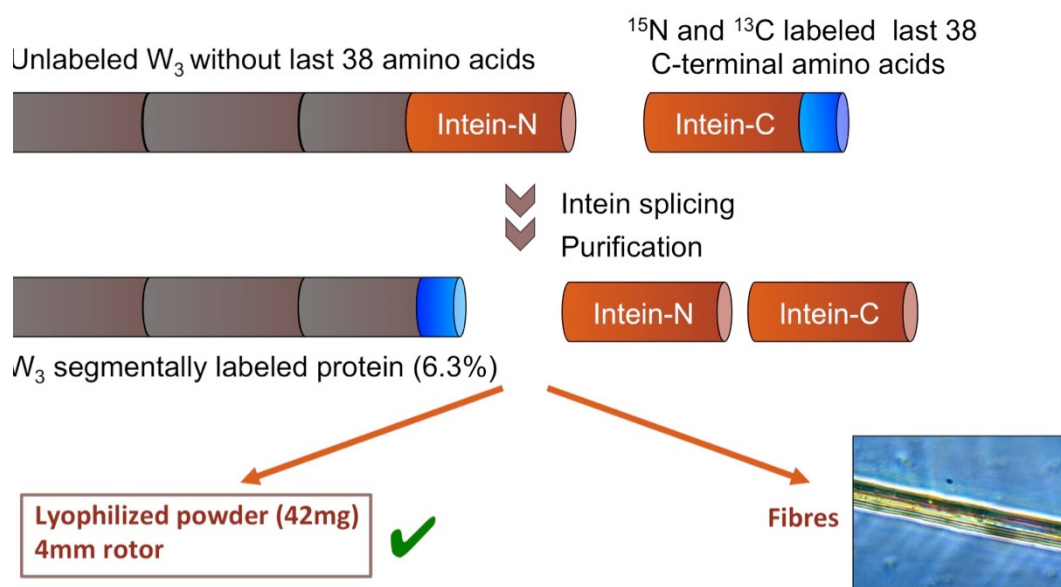 Unlabeled W₃ without last 38 amino acids
¹⁵N and ¹³C labeled last 38
C-terminal amino acids
Intein-N
Intein-C
Intein splicing
Purification
Intein-N
Intein-C
W₃ segmentally labeled protein (6.3%)
Lyophilized powder (42mg)
4mm rotor
Fibres